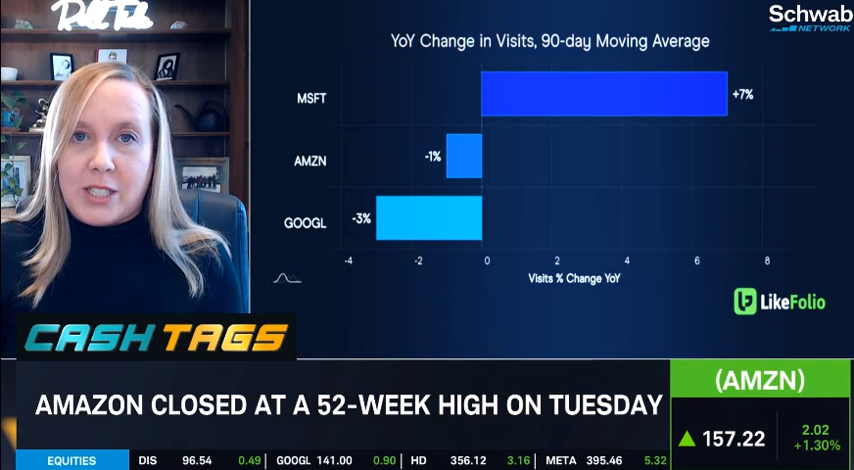 Schwab
NETWORK
YoY Change in Visits, 90-day Moving Average
MSFT
+7%
AMZN
-1%
GOOGL
-3%
-4 -2 0 2 4 6 8
Visits % Change YoY
LikeFolio
CASH TAGS
AMAZON CLOSED AT A 52-WEEK HIGH ON TUESDAY
(AMZN)
157.22
2.02
+1.30%
EQUITIES DIS 96.54 0.49 GOOGL 141.00 0.90 HD 356.12 3.16 META 395.46 5.32